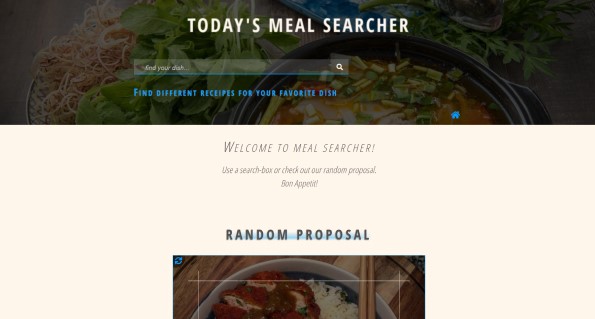 TODAY'S MEAL SEARCHER
find your dish...
FIND DIFFERENT RECEIPES FOR YOUR FAVORITE DISH
WELCOME TO MEAL SEARCHER!
Use a search-box or check out our random proposal.
Bon Appetit!
RANDOM PROPOSAL